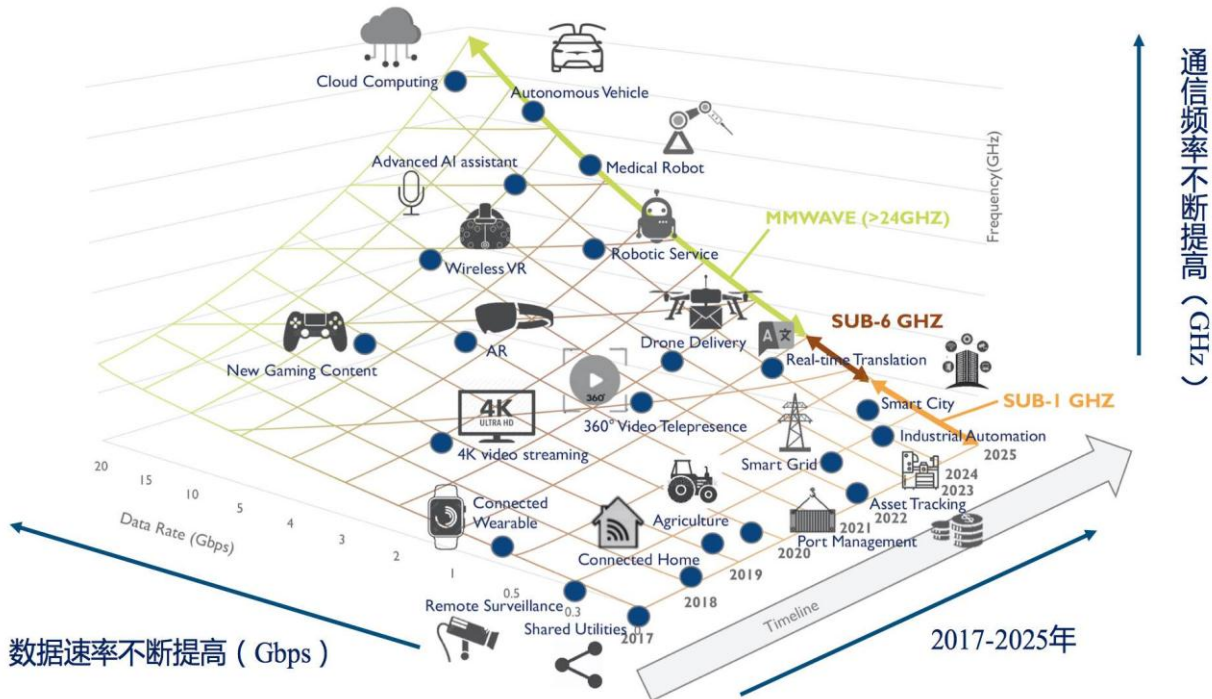 Cloud Computing
Autonomous Vehicle
Medical Robot
Advanced AI assistant
Frequency(GHz)
通信频率不断提高（GHz）
MMWAVE (>24GHZ)
Robotic Service
Wireless VR
SUB-6 GHZ
Drone Delivery
A 文
Real-time Translation
AR
New Gaming Content
360°
Smart City
SUB-1 GHZ
4K
ULTRA HD
360° Video Telepresence
Industrial Automation
4K video streaming
Smart Grid
Asset Tracking
Connected
Wearable
Agriculture
Port Management
Connected Home
Remote Surveillance
Shared Utilities
20
15
10
5
4
3
2
1
0.5
0.3
0
Data Rate (Gbps)
2017
2018
2019
2020
2021
2022
2023
2024
2025
Timeline
数据速率不断提高（Gbps）
2017-2025年